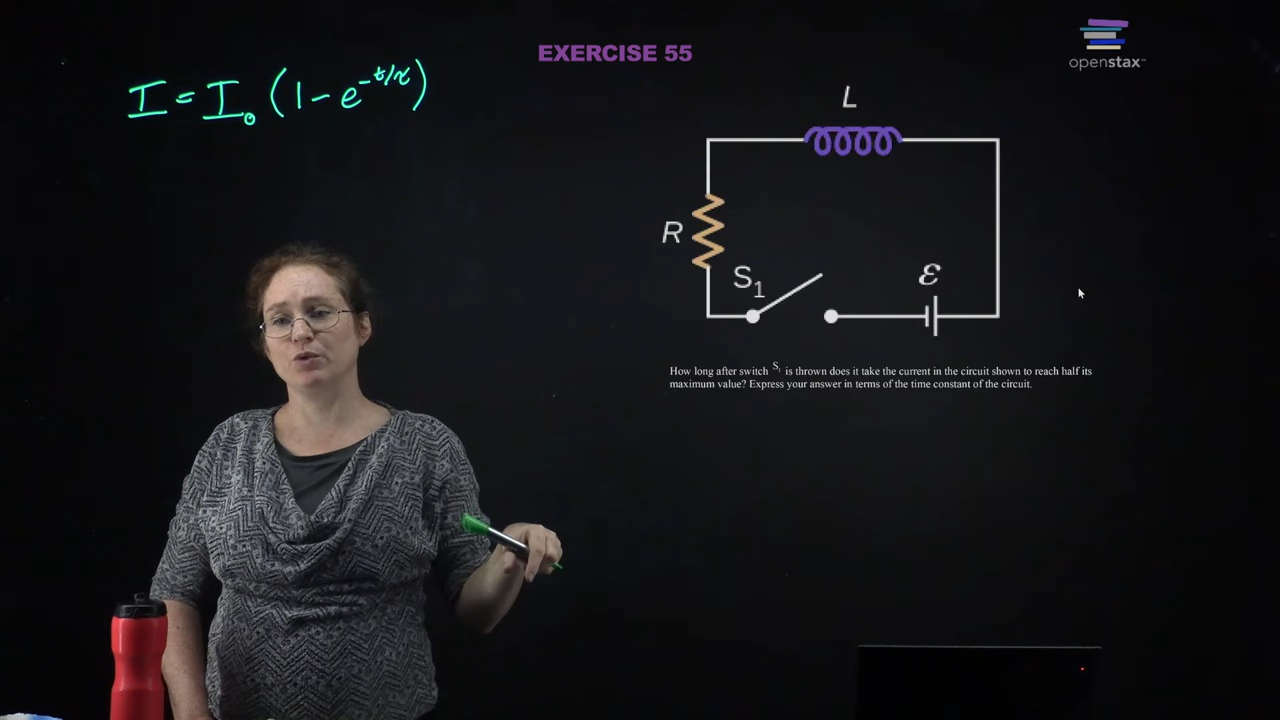 EXERCISE 55
openstax™
I = I₀ (1 - e^{-t/τ})
L
R
S₁
ε
How long after switch S₁ is thrown does it take the current in the circuit shown to reach half its
maximum value? Express your answer in terms of the time constant of the circuit.